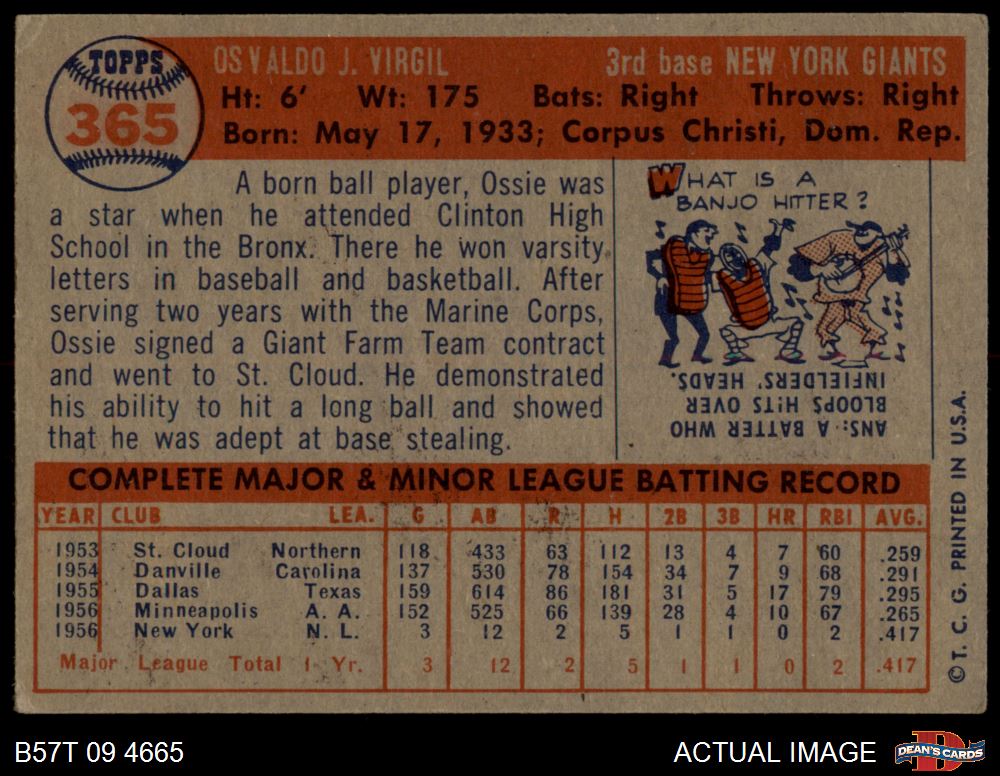 TOPPS
365
OSVALDO J. VIRGIL 3rd base NEW YORK GIANTS
Ht: 6' Wt: 175 Bats: Right Throws: Right
Born: May 17, 1933; Corpus Christi, Dom. Rep.
A born ball player, Ossie was
a star when he attended Clinton High
School in the Bronx. There he won varsity
letters in baseball and basketball. After
serving two years with the Marine Corps,
Ossie signed a Giant Farm Team contract
and went to St. Cloud. He demonstrated
his ability to hit a long ball and showed
that he was adept at base stealing.
WHAT IS A
BANJO HITTER?
ANS: A BATTER WHO
BLOOPS HITS OVER
INFIELDERS' HEADS.
COMPLETE MAJOR & MINOR LEAGUE BATTING RECORD
YEAR CLUB LEA. G AB R H 2B 3B HR RBI AVG.
1953 St. Cloud Northern 118 433 63 112 13 4 7 60 .259
1954 Danville Carolina 137 530 78 154 34 7 9 68 .291
1955 Dallas Texas 159 614 86 181 31 5 17 79 .295
1956 Minneapolis A. A. 152 525 66 139 28 4 10 67 .265
1956 New York N. L. 3 12 2 5 1 1 0 2 .417
Major League Total 1 Yr. 3 12 2 5 1 1 0 2 .417
© T. C. G. PRINTED IN U.S.A.
B57T 09 4665 ACTUAL IMAGE
D
DEAN'S CARDS